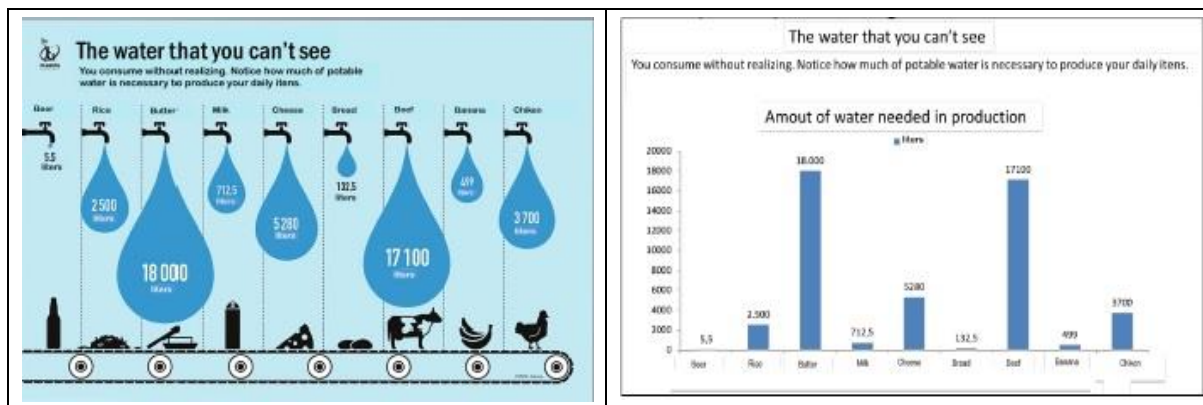 The water that you can't see
You consume without realizing. Notice how much of potable
water is necessary to produce your daily itens.
Beer Rice Butter Milk Cheese Bread Beef Banana Chiken
5.5
liters
2500
liters
18 000
liters
712,5
liters
5280
liters
132,5
liters
17 100
liters
499
liters
3 700
liters
The water that you can't see
You consume without realizing. Notice how much of potable water is necessary to produce your daily itens.
Amout of water needed in production
liters
20000
18000
16000
14000
12000
10000
8000
6000
4000
2000
0
5,5
2.500
18.000
712,5
5280
132,5
17100
499
3700
Beer Rice Butter Milk Cheese Bread Beef Banana Chiken